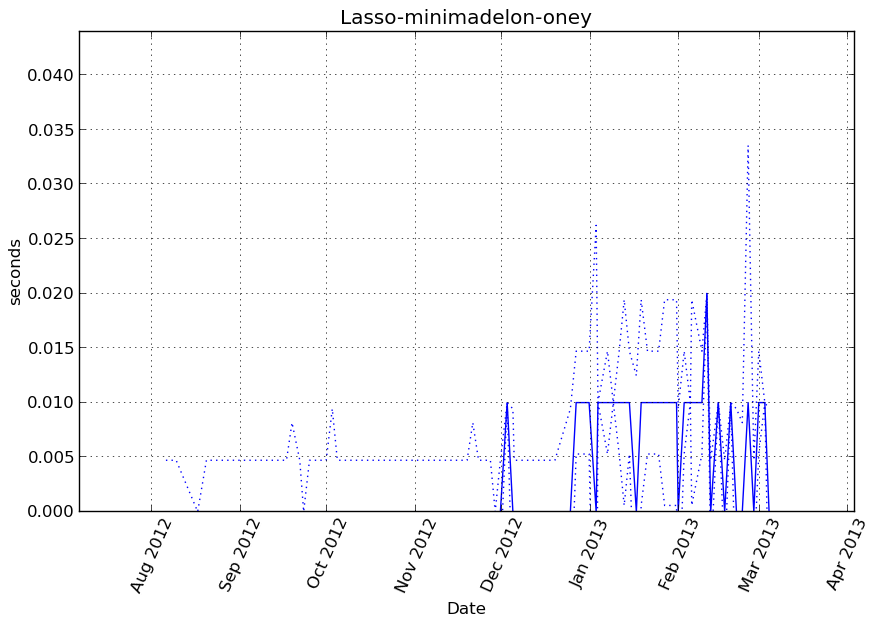 Lasso-minimadelon-oney
0.040
0.035
0.030
0.025
0.020
0.015
0.010
0.005
0.000
seconds
Aug 2012
Sep 2012
Oct 2012
Nov 2012
Dec 2012
Jan 2013
Feb 2013
Mar 2013
Apr 2013
Date